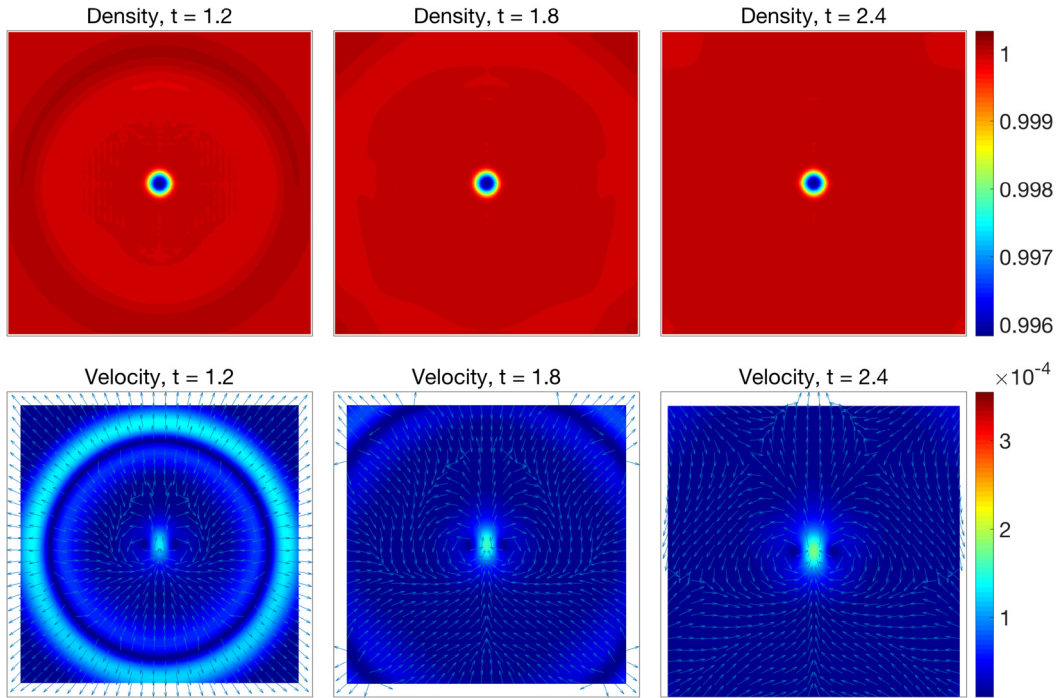 Density, t = 1.2
Density, t = 1.8
Density, t = 2.4
1
0.999
0.998
0.997
0.996
Velocity, t = 1.2
Velocity, t = 1.8
Velocity, t = 2.4
×10⁻⁴
3
2
1